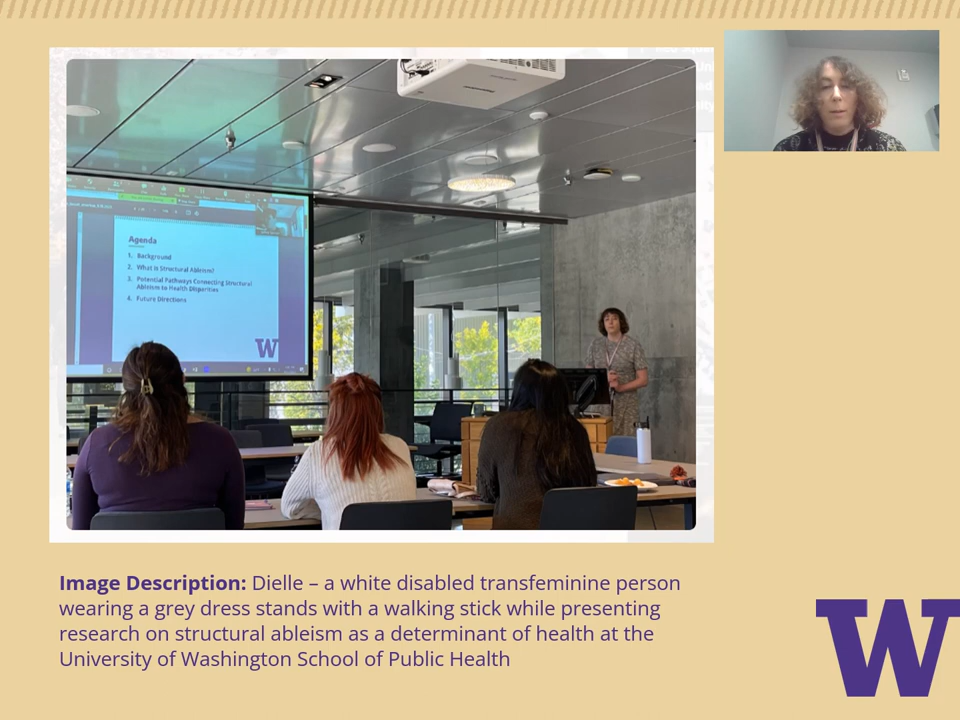 Agenda
1. Background
2. What is Structural Ableism?
3. Potential Pathways Connecting Structural
Ableism to Health Disparities
4. Future Directions
W
Image Description: Dielle – a white disabled transfeminine person
wearing a grey dress stands with a walking stick while presenting
research on structural ableism as a determinant of health at the
University of Washington School of Public Health
W